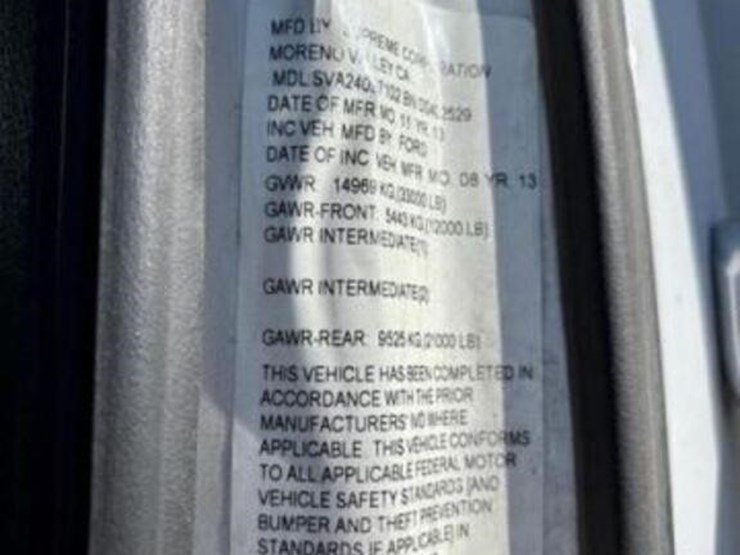 MFD BY SUPREME CORPORATION
MORENO VALLEY CA
MDL SVA240
DATE OF MFR MO 11 YR 13
INC VEH MFD BY FORD
DATE OF INC VEH MFR MO. 08 YR 13
GVWR 14969 KG(33000 LB)
GAWR-FRONT 5443 KG(12000 LB)
GAWR INTERMEDIATE(1)
GAWR INTERMEDIATE(2)
GAWR-REAR: 9525 KG(21000 LB)
THIS VEHICLE HAS BEEN COMPLETED IN
ACCORDANCE WITH THE PRIOR
MANUFACTURERS' WHERE
APPLICABLE THIS VEHICLE CONFORMS
TO ALL APPLICABLE FEDERAL MOTOR
VEHICLE SAFETY STANDARDS (AND
BUMPER AND THEFT PREVENTION
STANDARDS IF APPLICABLE) IN